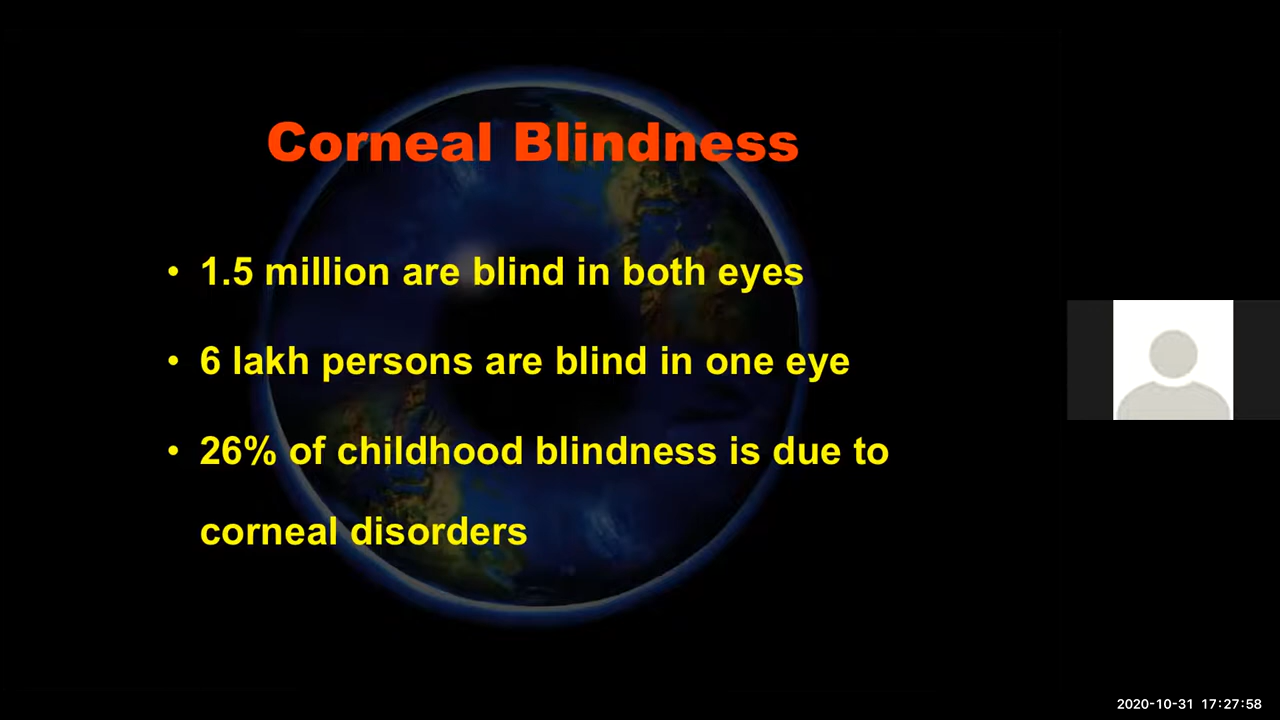 Corneal Blindness
• 1.5 million are blind in both eyes
• 6 lakh persons are blind in one eye
• 26% of childhood blindness is due to
corneal disorders
2020-10-31 17:27:58